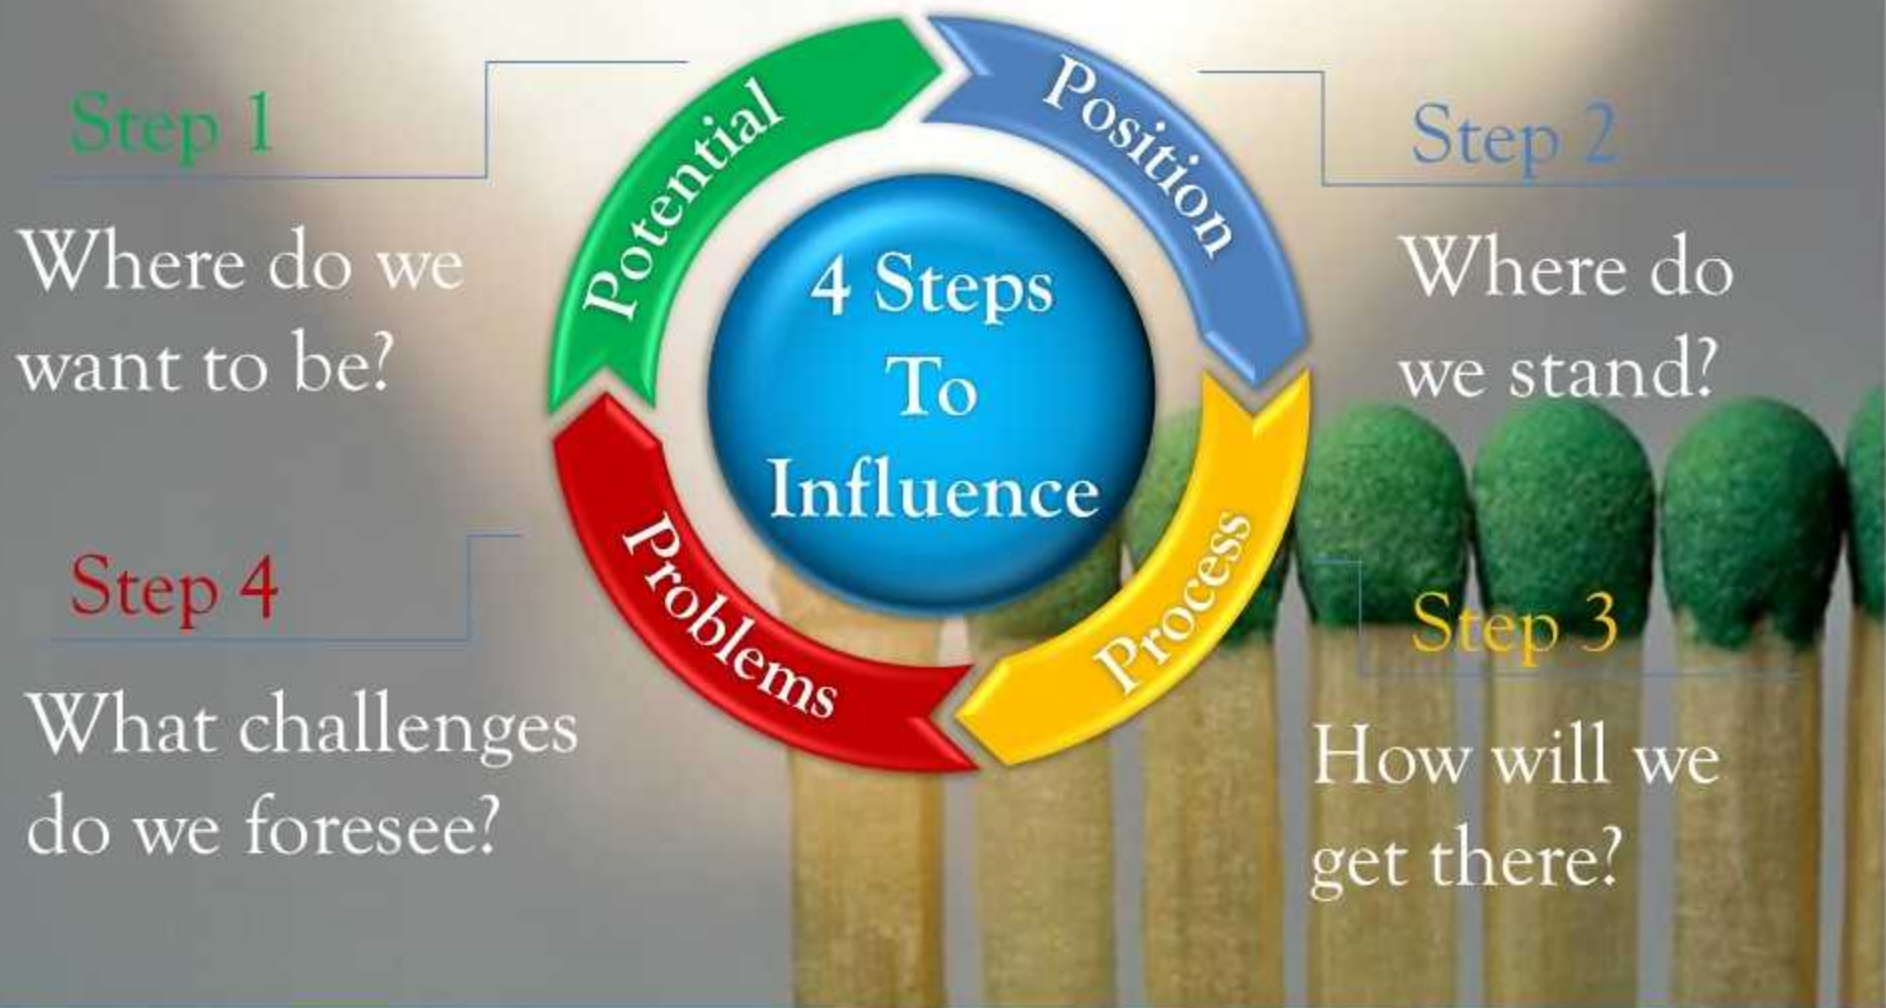 Step 1
Where do we
want to be?
Potential
Position
Step 2
Where do
we stand?
4 Steps
To
Influence
Step 4
What challenges
do we foresee?
Problems
Process
Step 3
How will we
get there?